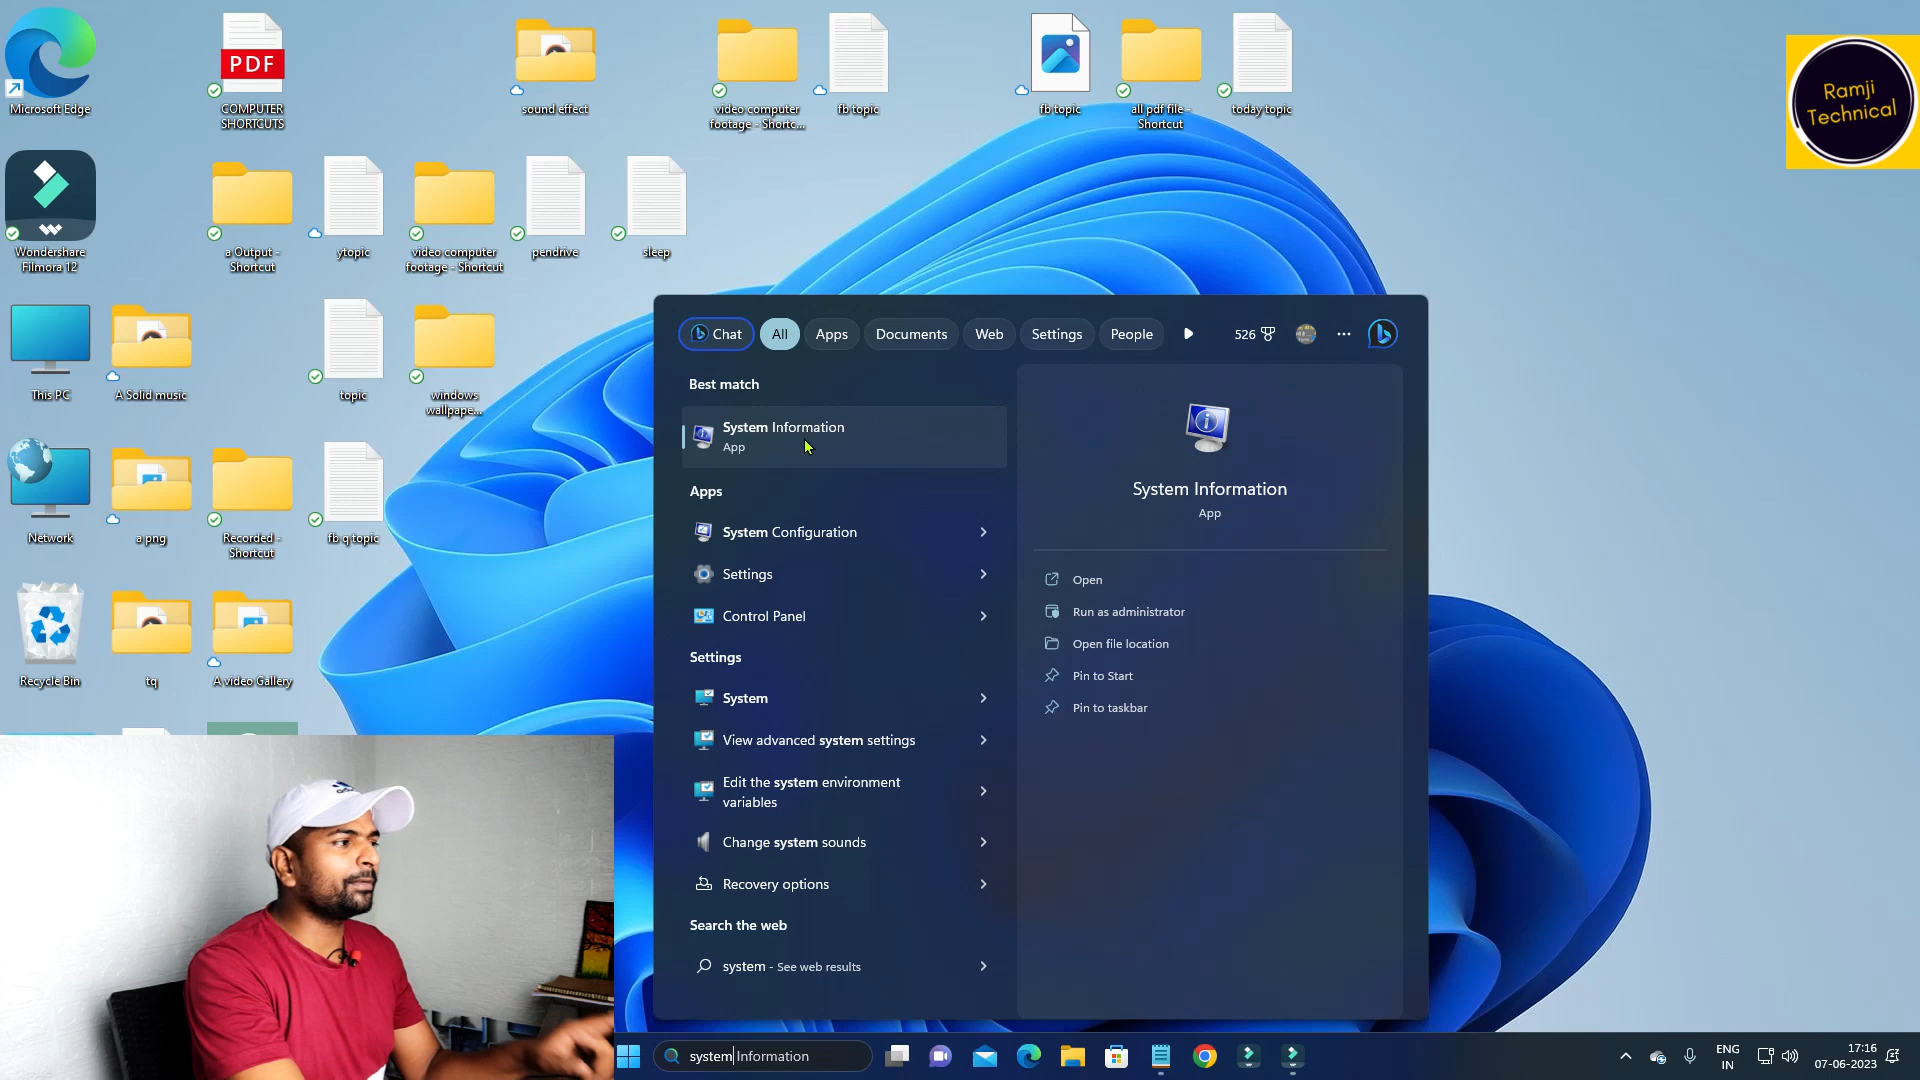 Microsoft Edge
COMPUTER
SHORTCUTS
PDF
sound effect
video computer
footage - Shortc...
fb topic
fb topic
all pdf file -
Shortcut
today topic
Ramji
Technical
Wondershare
Filmora 12
a Output -
Shortcut
ytopic
video computer
footage - Shortcut
pendrive
sleep
This PC
A Solid music
topic
windows
wallpape...
Network
a png
Recorded -
Shortcut
fb q topic
Recycle Bin
tq
A video Gallery
Chat
All
Apps
Documents
Web
Settings
People
526
Best match
System Information
App
Apps
System Configuration
Settings
Control Panel
Settings
System
View advanced system settings
Edit the system environment
variables
Change system sounds
Recovery options
Search the web
system - See web results
System Information
App
Open
Run as administrator
Open file location
Pin to Start
Pin to taskbar
system Information
ENG
IN
17:16
07-06-2023